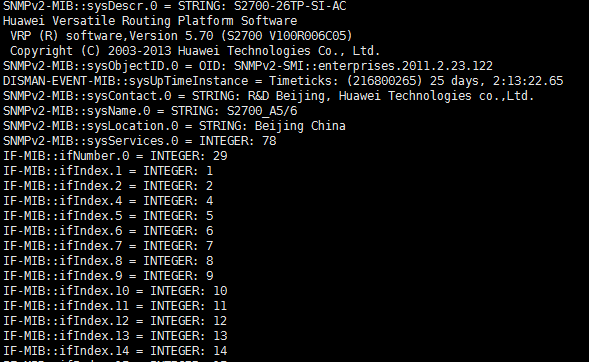 SNMPv2-MIB::sysDescr.0 = STRING: S2700-26TP-SI-AC
Huawei Versatile Routing Platform Software
 VRP (R) software,Version 5.70 (S2700 V100R006C05)
 Copyright (C) 2003-2013 Huawei Technologies Co., Ltd.
SNMPv2-MIB::sysObjectID.0 = OID: SNMPv2-SMI::enterprises.2011.2.23.122
DISMAN-EVENT-MIB::sysUpTimeInstance = Timeticks: (216800265) 25 days, 2:13:22.65
SNMPv2-MIB::sysContact.0 = STRING: R&D Beijing, Huawei Technologies co.,Ltd.
SNMPv2-MIB::sysName.0 = STRING: S2700_A5/6
SNMPv2-MIB::sysLocation.0 = STRING: Beijing China
SNMPv2-MIB::sysServices.0 = INTEGER: 78
IF-MIB::ifNumber.0 = INTEGER: 29
IF-MIB::ifIndex.1 = INTEGER: 1
IF-MIB::ifIndex.2 = INTEGER: 2
IF-MIB::ifIndex.4 = INTEGER: 4
IF-MIB::ifIndex.5 = INTEGER: 5
IF-MIB::ifIndex.6 = INTEGER: 6
IF-MIB::ifIndex.7 = INTEGER: 7
IF-MIB::ifIndex.8 = INTEGER: 8
IF-MIB::ifIndex.9 = INTEGER: 9
IF-MIB::ifIndex.10 = INTEGER: 10
IF-MIB::ifIndex.11 = INTEGER: 11
IF-MIB::ifIndex.12 = INTEGER: 12
IF-MIB::ifIndex.13 = INTEGER: 13
IF-MIB::ifIndex.14 = INTEGER: 14